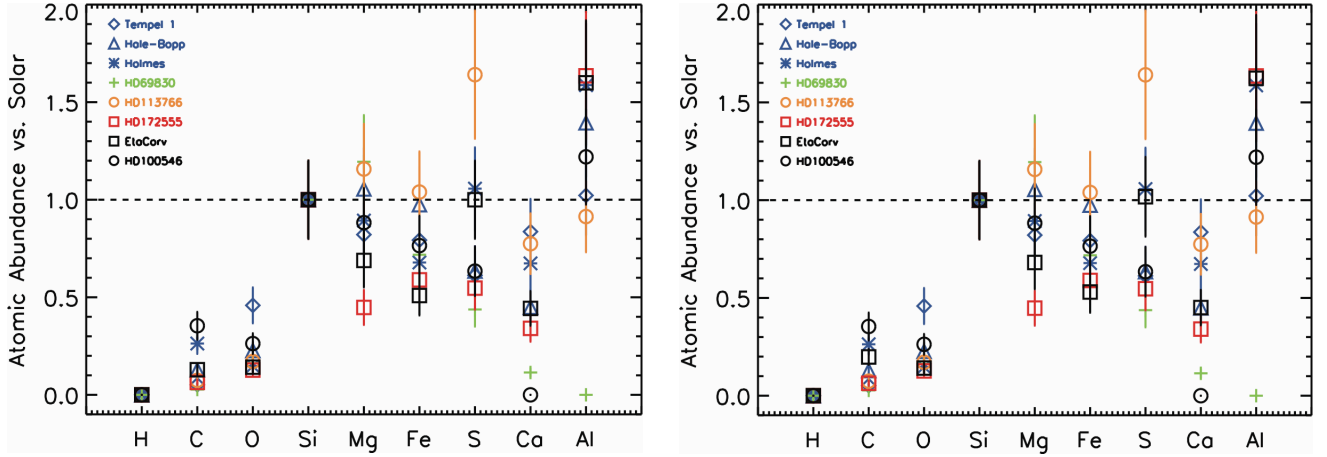 Atomic Abundance vs. Solar
2.0
1.5
1.0
0.5
0.0
Tempel 1
Hale-Bopp
Holmes
HD69830
HD113766
HD172555
EtaCorv
HD100546
H C O Si Mg Fe S Ca Al
Atomic Abundance vs. Solar
2.0
1.5
1.0
0.5
0.0
Tempel 1
Hale-Bopp
Holmes
HD69830
HD113766
HD172555
EtaCorv
HD100546
H C O Si Mg Fe S Ca Al